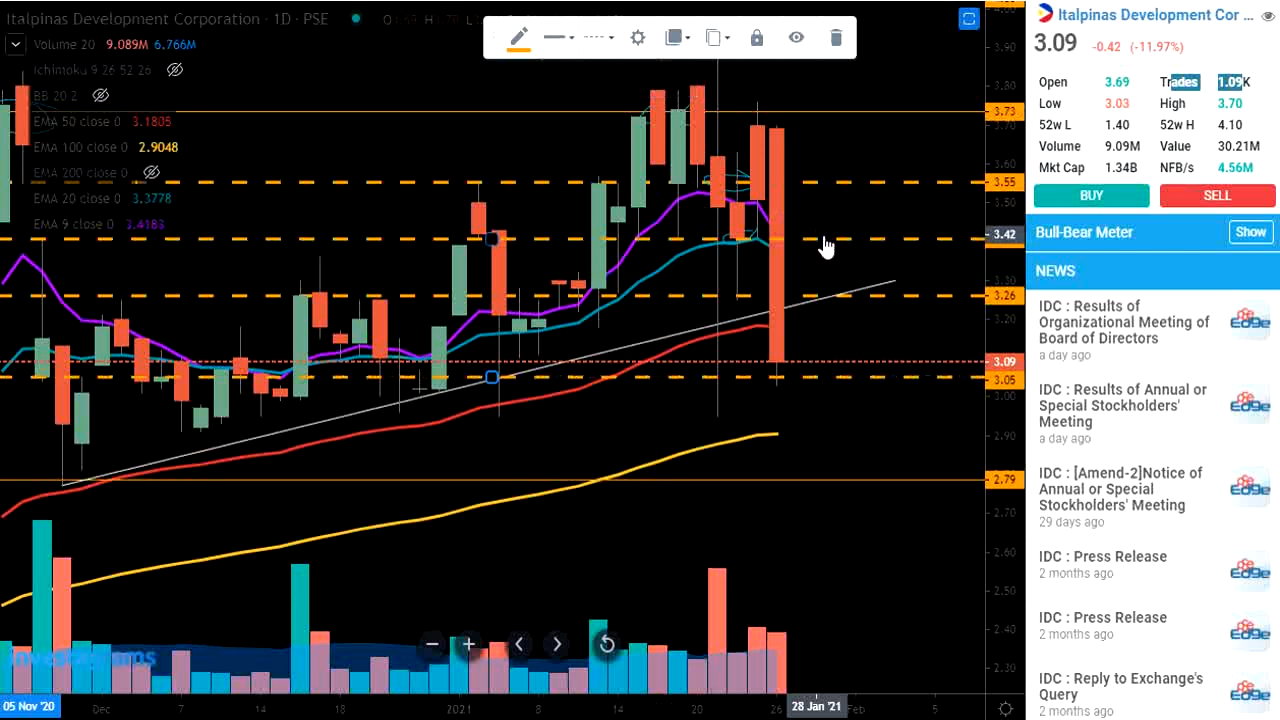 Italpinas Development Corporation · 1D · PSE
Volume 20 9.089M 6.766M
Ichimoku 9 26 52 26
BB 20 2
EMA 50 close 0 3.1805
EMA 100 close 0 2.9048
EMA 200 close 0
EMA 20 close 0 3.3778
EMA 9 close 0 3.4183
4.00
3.90
3.80
3.73
3.70
3.60
3.55
3.50
3.42
3.30
3.26
3.20
3.09
3.05
3.00
2.90
2.79
2.70
2.60
2.50
2.40
2.30
investagrams
05 Nov '20 Dec 7 14 18 2021 8 14 20 26 28 Jan '21 Feb 5
Italpinas Development Cor ...
3.09 -0.42 (-11.97%)
Open 3.69 Trades 1.09K
Low 3.03 High 3.70
52w L 1.40 52w H 4.10
Volume 9.09M Value 30.21M
Mkt Cap 1.34B NFB/s 4.56M
BUY SELL
Bull-Bear Meter Show
NEWS
IDC : Results of
Organizational Meeting of
Board of Directors
a day ago
IDC : Results of Annual or
Special Stockholders'
Meeting
a day ago
IDC : [Amend-2]Notice of
Annual or Special
Stockholders' Meeting
29 days ago
IDC : Press Release
2 months ago
IDC : Press Release
2 months ago
IDC : Reply to Exchange's
Query
2 months ago
EDGE
EDGE
EDGE
EDGE
EDGE
EDGE